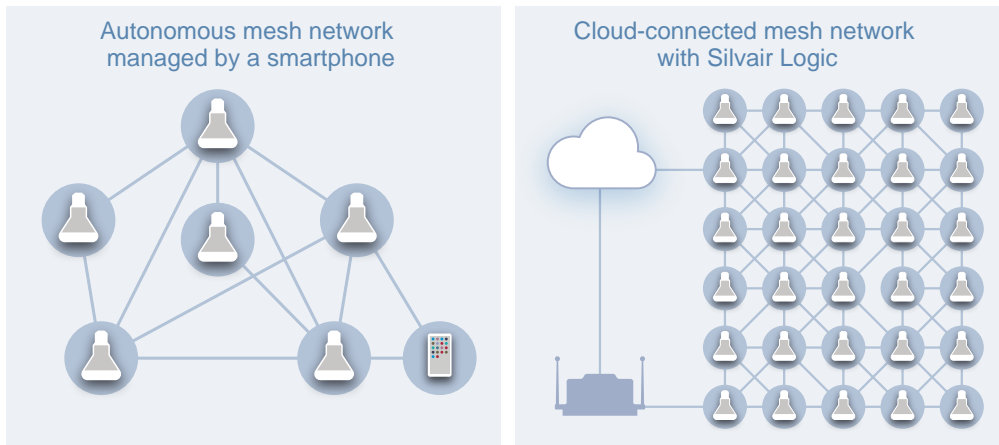 Autonomous mesh network
managed by a smartphone
Cloud-connected mesh network
with Silvair Logic